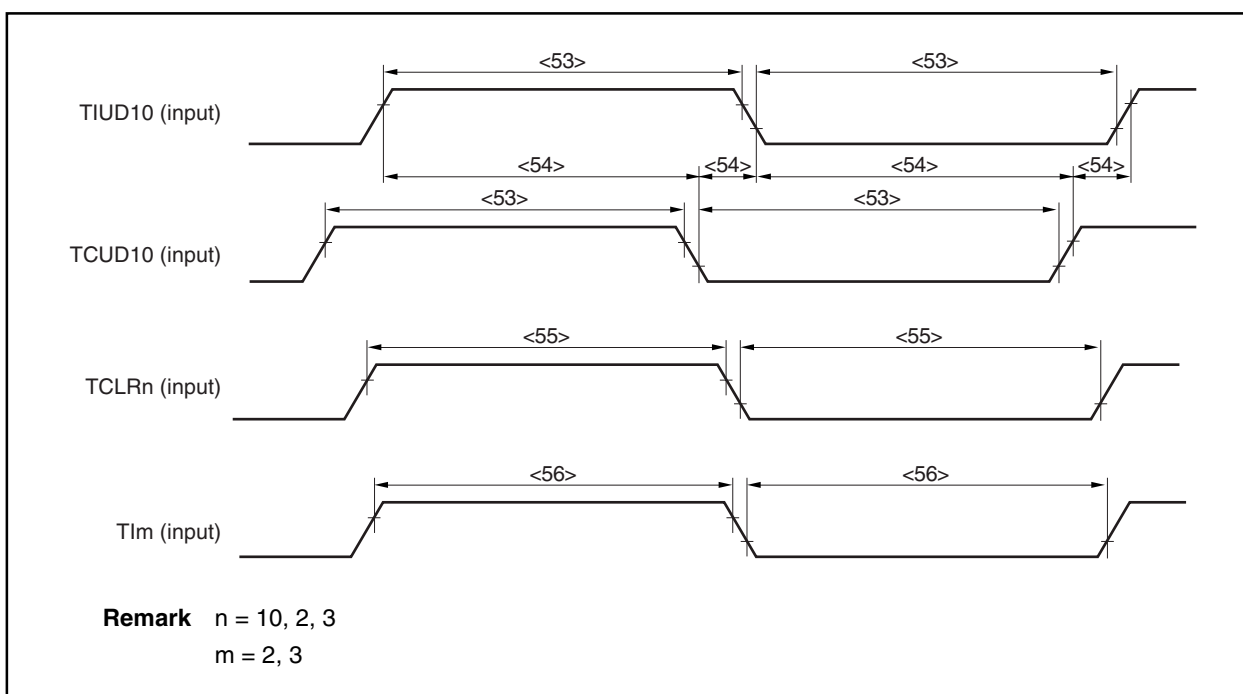 <53> <53>
TIUD10 (input)
<54> <54> <54> <54>
<53> <53>
TCUD10 (input)
<55> <55>
TCLRn (input)
<56> <56>
TIm (input)
Remark n = 10, 2, 3
m = 2, 3